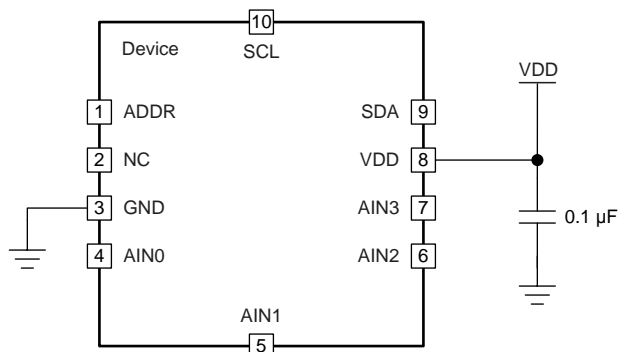 10
Device
SCL
VDD
1 ADDR
SDA 9
2 NC
VDD 8
3 GND
AIN3 7
0.1 µF
4 AIN0
AIN2 6
AIN1
5